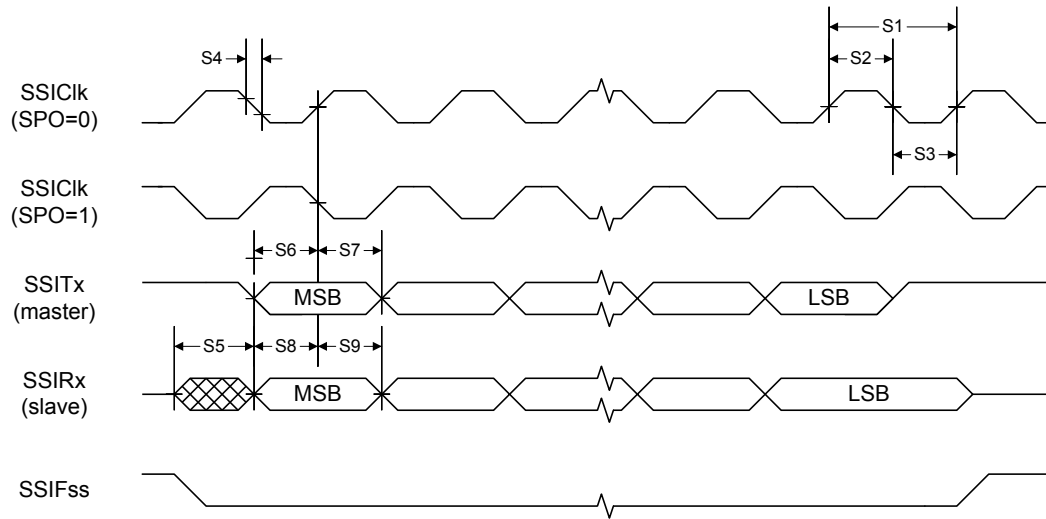 S1
S4
S2
SSIClk
(SPO=0)
S3
SSIClk
(SPO=1)
S6
S7
SSITx
(master)
MSB
LSB
S5
S8
S9
SSIRx
(slave)
MSB
LSB
SSIFss